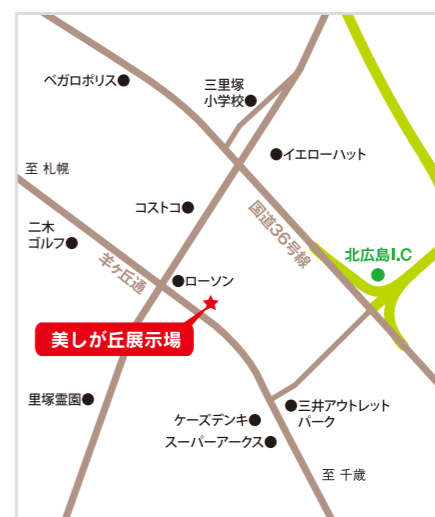 ベガロポリス
三里塚
小学校
イエローハット
至 札幌
コストコ
国道36号線
二木
ゴルフ
羊ヶ丘通
北広島I.C
ローソン
美しが丘展示場
里塚霊園
三井アウトレット
パーク
ケーズデンキ
スーパーアークス
至 千歳